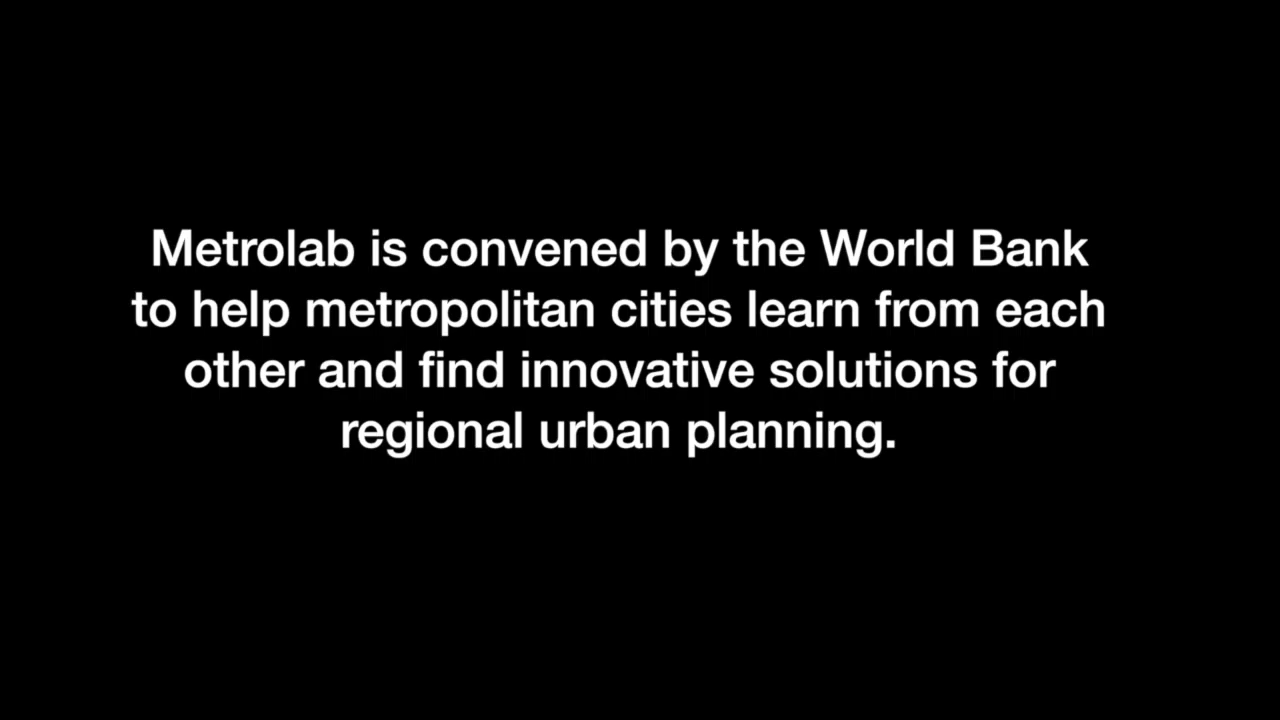 Metrolab is convened by the World Bank
to help metropolitan cities learn from each
other and find innovative solutions for
regional urban planning.